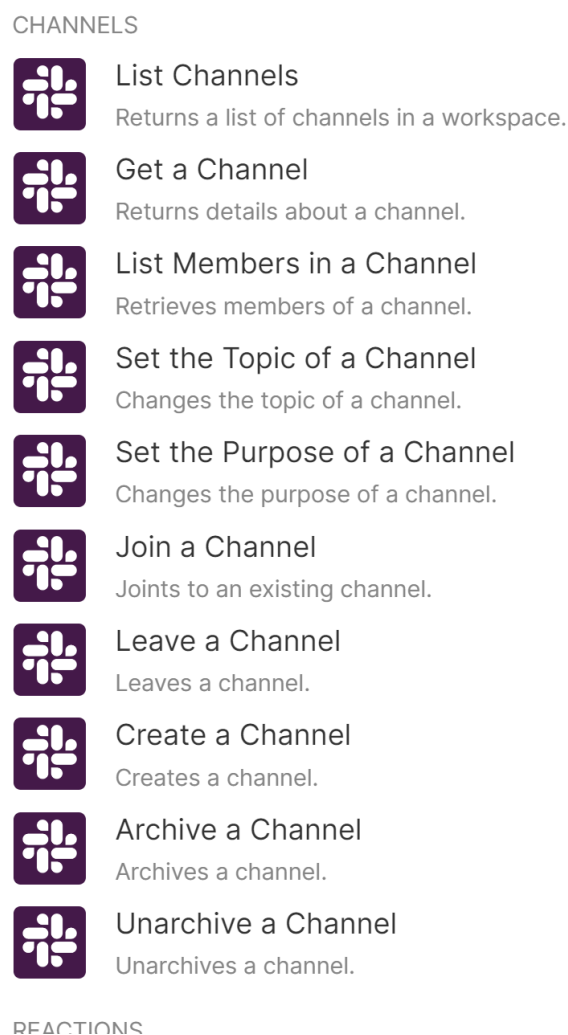 CHANNELS
List Channels
Returns a list of channels in a workspace.
Get a Channel
Returns details about a channel.
List Members in a Channel
Retrieves members of a channel.
Set the Topic of a Channel
Changes the topic of a channel.
Set the Purpose of a Channel
Changes the purpose of a channel.
Join a Channel
Joints to an existing channel.
Leave a Channel
Leaves a channel.
Create a Channel
Creates a channel.
Archive a Channel
Archives a channel.
Unarchive a Channel
Unarchives a channel.
REACTIONS